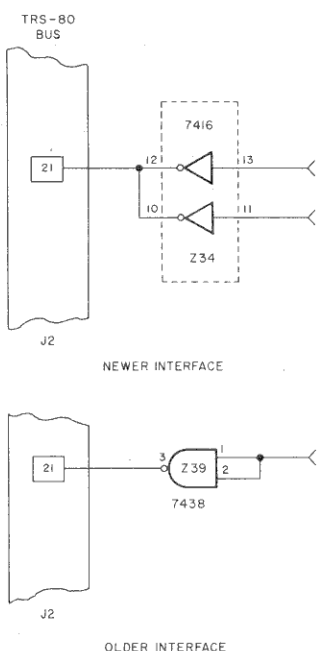 TRS-80
BUS
7416
21
12
13
10
11
Z34
J2
NEWER INTERFACE
21
3
Z39
1
2
7438
J2
OLDER INTERFACE